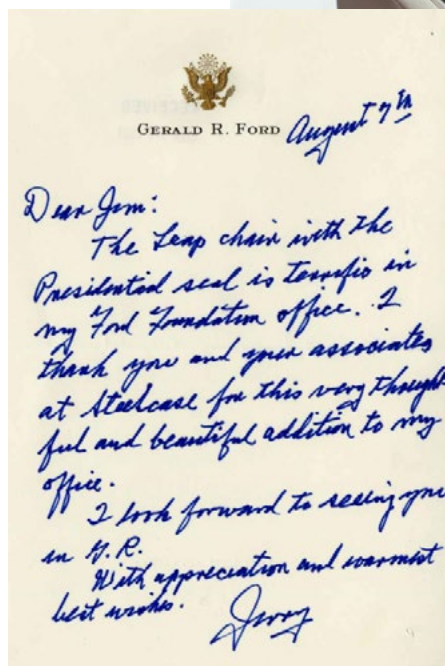 GERALD R. FORD
August 7th
Dear Jim:
The Leap chair with the
Presidential seal is terrific in
my Ford Foundation office. I
thank you and your associates
at Steelcase for this very thought
ful and beautiful addition to my
office.
I look forward to seeing you
in G.R.
With appreciation and warmest
best wishes.
Jerry